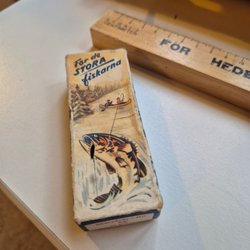 För de
STORA
fiskarna
FÖR HEDE